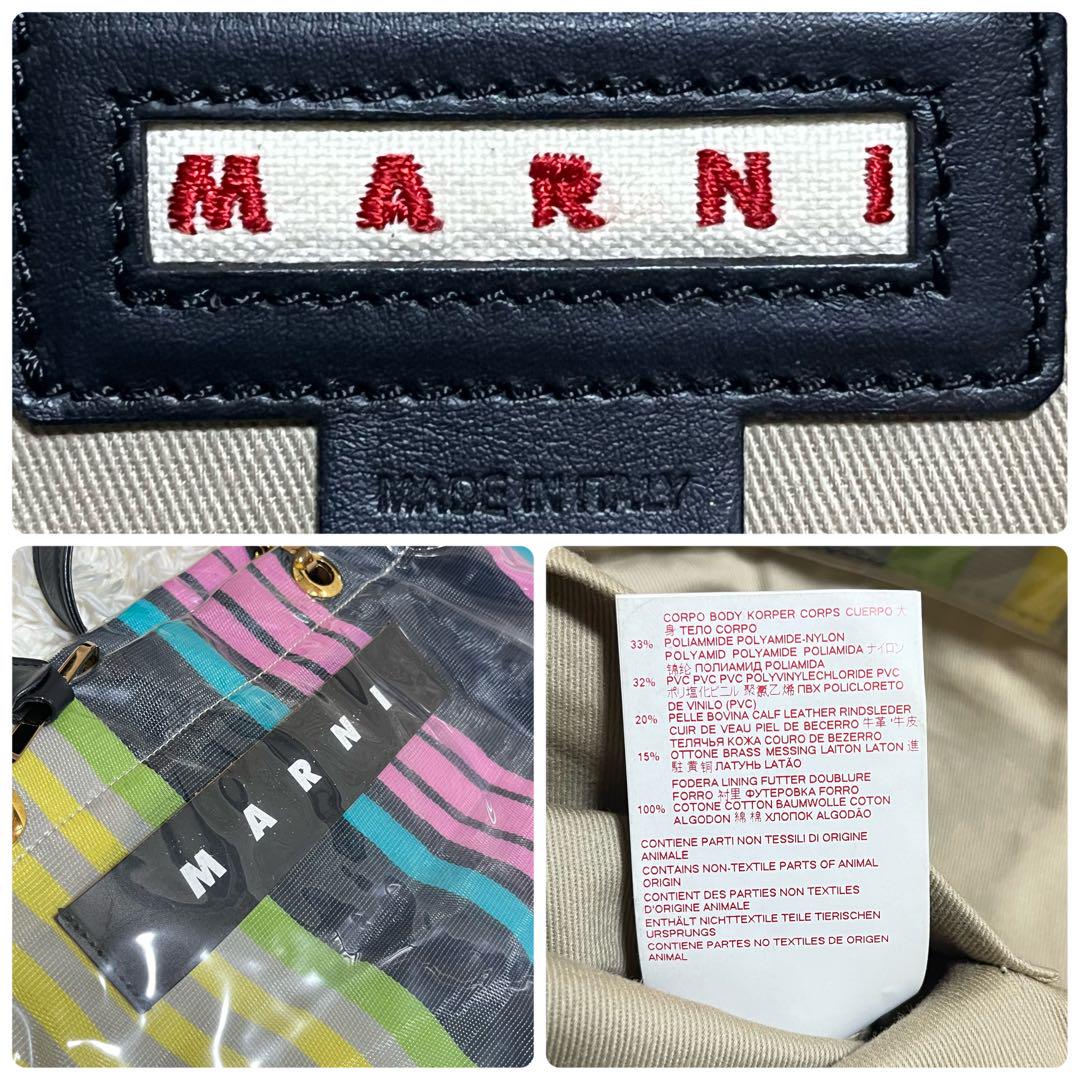 MARNI
MADE IN ITALY
MARNI
CORPO BODY KORPER CORPS CUERPO 大
身 ТЕЛО CORPO
33% POLIAMMIDE POLYAMIDE-NYLON
POLYAMID POLYAMIDE POLIAMIDA ナイロン
锦纶 ПОЛИАМИД POLIAMIDA
32% PVC PVC PVC POLYVINYLECHLORIDE PVC
ポリ塩化ビニル 聚氯乙烯 ПВХ POLICLORETO
DE VINILO (PVC)
20% PELLE BOVINA CALF LEATHER RINDSLEDER
CUIR DE VEAU PIEL DE BECERRO 牛革 牛皮
ТЕЛЯЧЬЯ КОЖА COURO DE BEZERRO
15% OTTONE BRASS MESSING LAITON LATON 進
駐 黄铜 ЛАТУНЬ LATÃO
FODERA LINING FUTTER DOUBLURE
FORRO 衬里 ФУТЕРОВКА FORRO
100% COTONE COTTON BAUMWOLLE COTON
ALGODON 綿 棉 ХЛОПОК ALGODÃO
CONTIENE PARTI NON TESSILI DI ORIGINE
ANIMALE
CONTAINS NON-TEXTILE PARTS OF ANIMAL
ORIGIN
CONTIENT DES PARTIES NON TEXTILES
D'ORIGINE ANIMALE
ENTHÄLT NICHTTEXTILE TEILE TIERISCHEN
URSPRUNGS
CONTIENE PARTES NO TEXTILES DE ORIGEN
ANIMAL